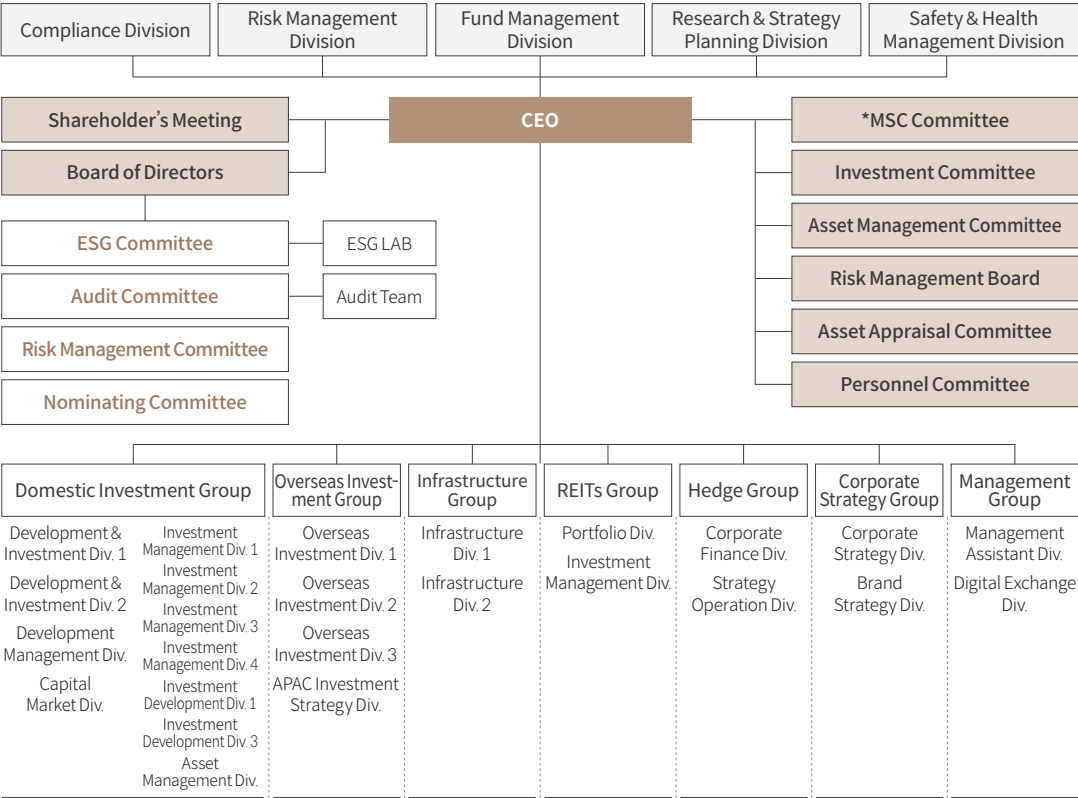 Compliance Division
Risk Management
Division
Fund Management
Division
Research & Strategy
Planning Division
Safety & Health
Management Division
Shareholder's Meeting
CEO
*MSC Committee
Board of Directors
Investment Committee
ESG Committee
ESG LAB
Asset Management Committee
Audit Committee
Audit Team
Risk Management Board
Risk Management Committee
Asset Appraisal Committee
Nominating Committee
Personnel Committee
Domestic Investment Group
Development &
Investment Div. 1
Development &
Investment Div. 2
Development
Management Div.
Capital
Market Div.
Investment
Management Div. 1
Investment
Management Div. 2
Investment
Management Div. 3
Investment
Management Div. 4
Investment
Development Div. 1
Investment
Development Div. 3
Asset
Management Div.
Overseas Invest-
ment Group
Overseas
Investment Div. 1
Overseas
Investment Div. 2
Overseas
Investment Div. 3
APAC Investment
Strategy Div.
Infrastructure
Group
Infrastructure
Div. 1
Infrastructure
Div. 2
REITs Group
Portfolio Div.
Investment
Management Div.
Hedge Group
Corporate
Finance Div.
Strategy
Operation Div.
Corporate
Strategy Group
Corporate
Strategy Div.
Brand
Strategy Div.
Management
Group
Management
Assistant Div.
Digital Exchange
Div.